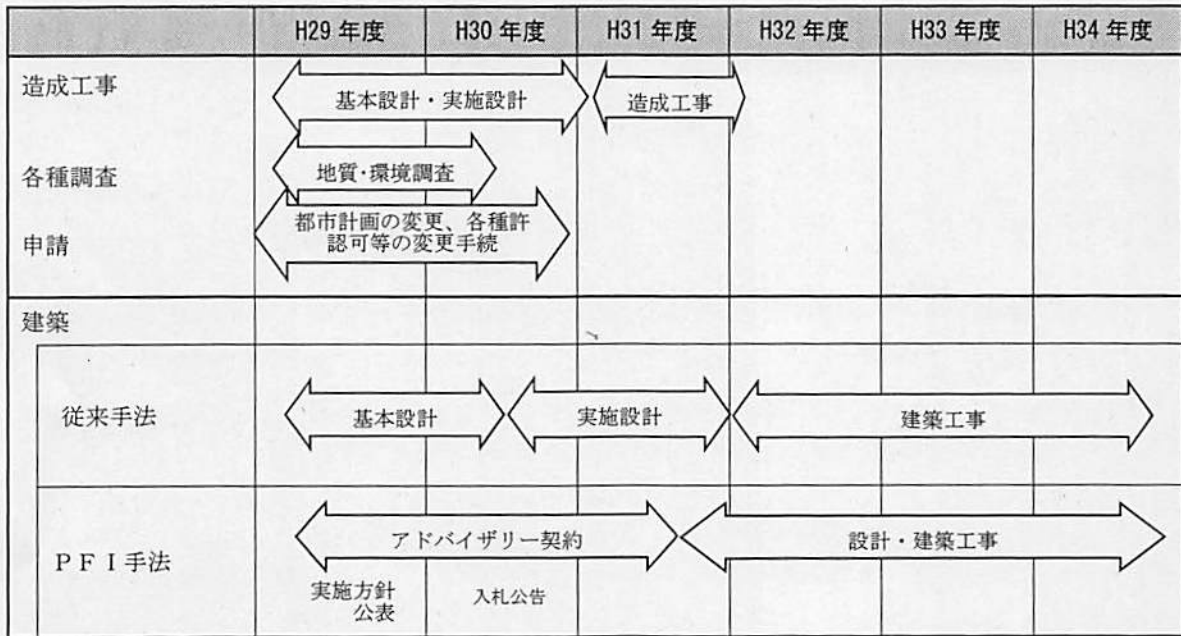 H29 年度 H30 年度 H31 年度 H32 年度 H33 年度 H34 年度
造成工事
基本設計・実施設計
造成工事
各種調査
地質・環境調査
申請
都市計画の変更、各種許
認可等の変更手続
建築
従来手法
基本設計
実施設計
建築工事
ＰＦＩ手法
アドバイザリー契約
設計・建築工事
実施方針
公表
入札公告